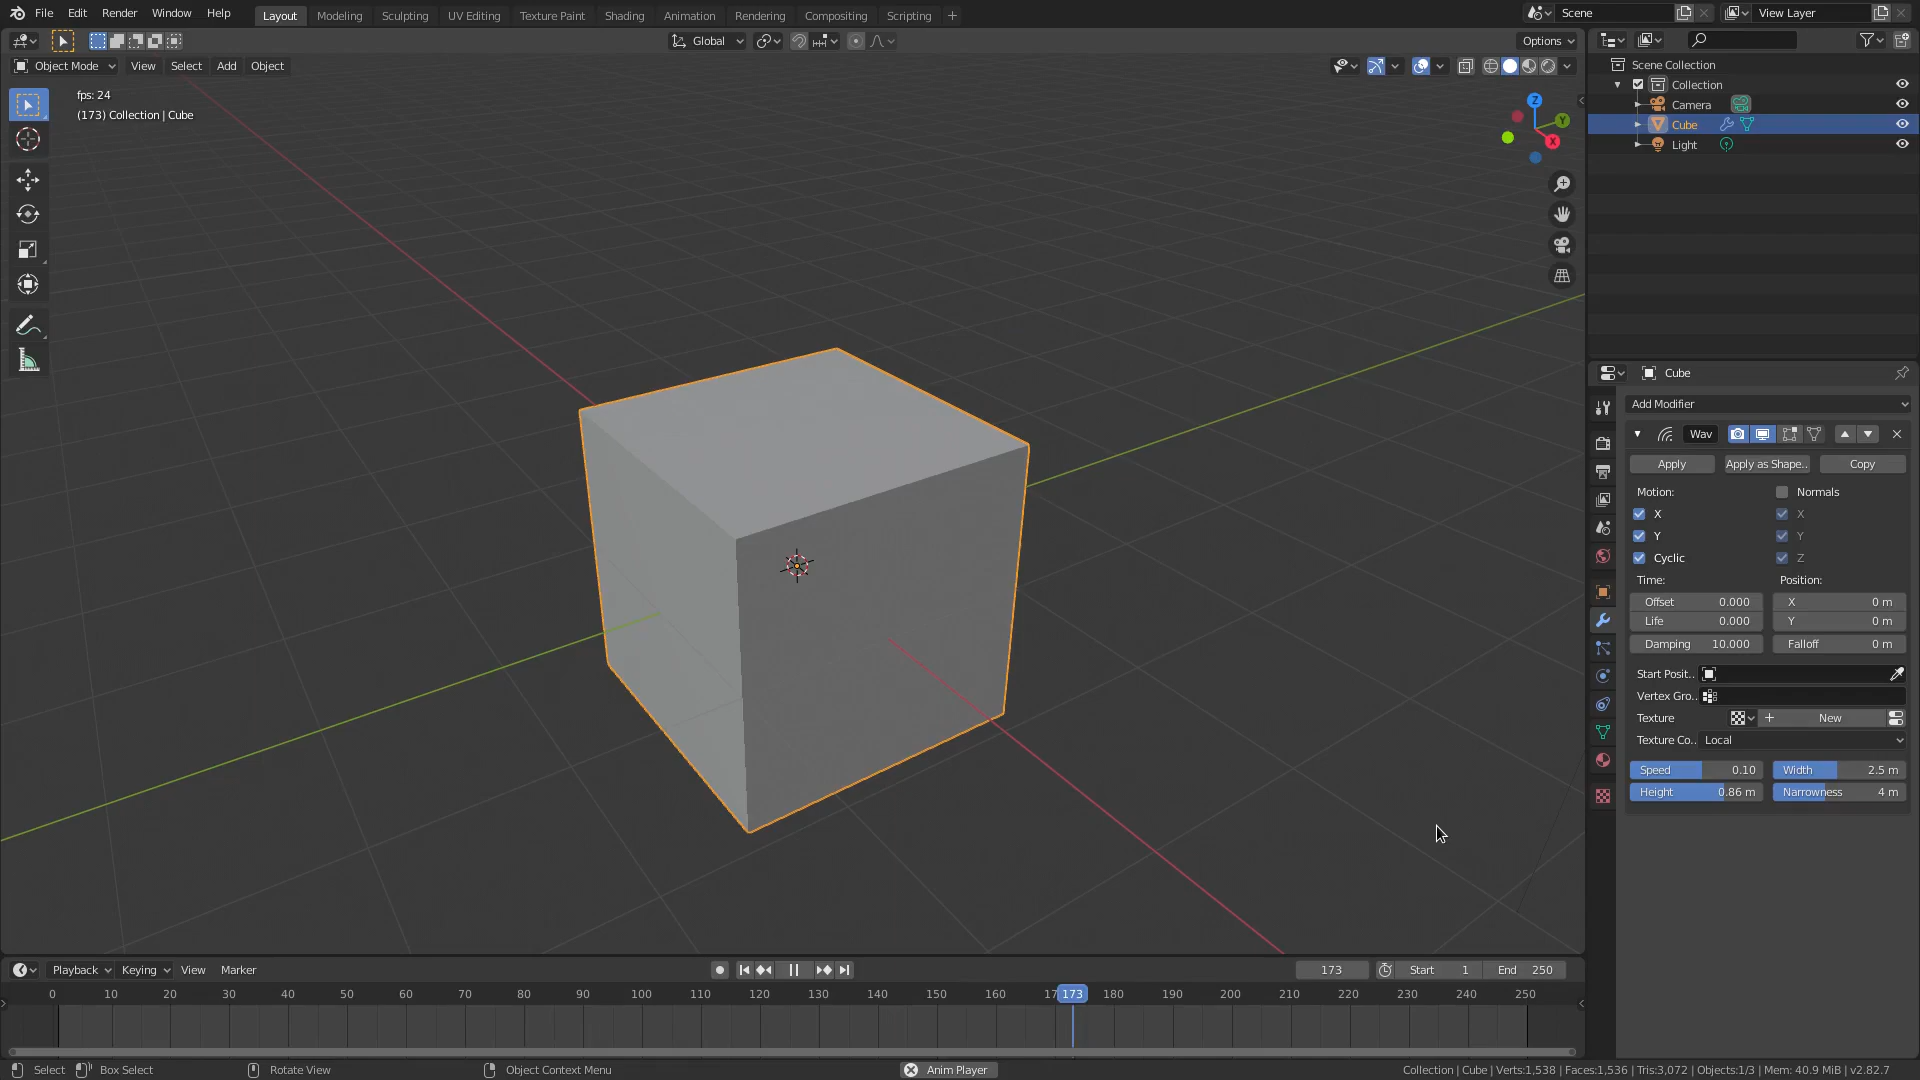 File Edit Render Window Help Layout Modeling Sculpting UV Editing Texture Paint Shading Animation Rendering Compositing Scripting + Scene View Layer
Global Options
Object Mode View Select Add Object
fps: 24
(173) Collection | Cube
Z
Y
X
Scene Collection
Collection
Camera
Cube
Light
Cube
Add Modifier
Wav
Apply Apply as Shape.. Copy
Motion: Normals
X X
Y Y
Cyclic Z
Time: Position:
Offset 0.000 X 0 m
Life 0.000 Y 0 m
Damping 10.000 Falloff 0 m
Start Posit..
Vertex Gro..
Texture + New
Texture Co.. Local
Speed 0.10 Width 2.5 m
Height 0.86 m Narrowness 4 m
Playback Keying View Marker 173 Start 1 End 250
0 10 20 30 40 50 60 70 80 90 100 110 120 130 140 150 160 17 173 180 190 200 210 220 230 240 250
Select Box Select Rotate View Object Context Menu Anim Player Collection | Cube | Verts:1,538 | Faces:1,536 | Tris:3,072 | Objects:1/3 | Mem: 40.9 MiB | v2.82.7